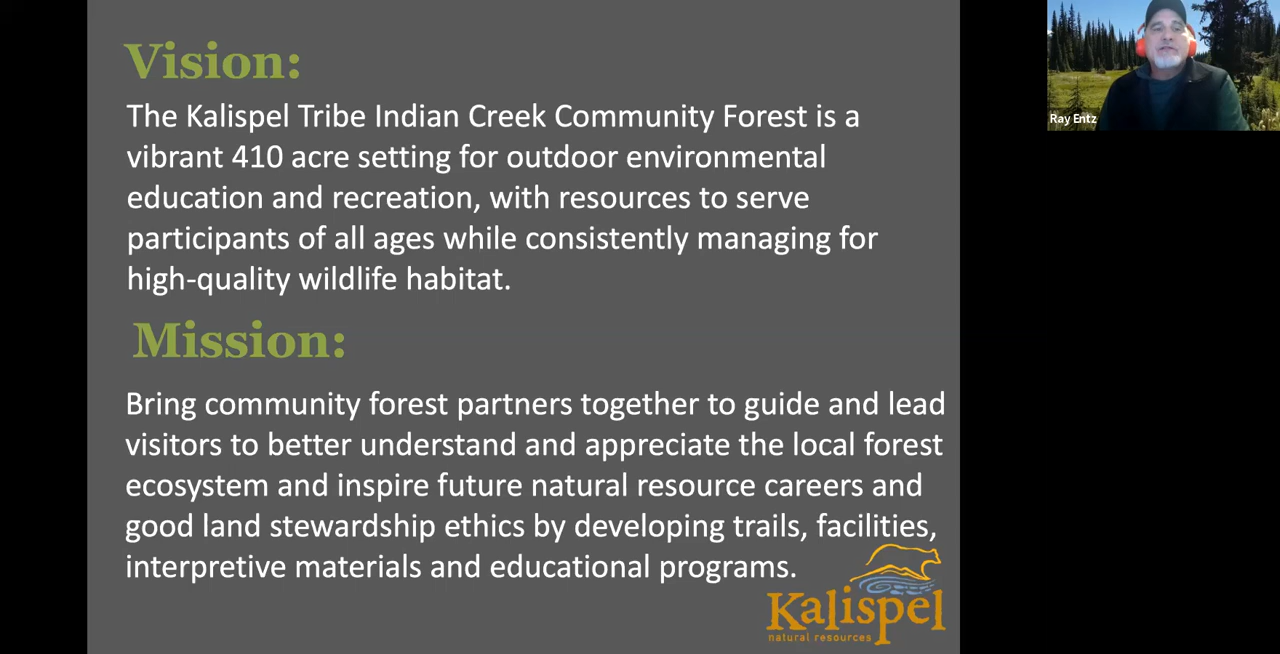 Vision:
The Kalispel Tribe Indian Creek Community Forest is a
vibrant 410 acre setting for outdoor environmental
education and recreation, with resources to serve
participants of all ages while consistently managing for
high-quality wildlife habitat.
Mission:
Bring community forest partners together to guide and lead
visitors to better understand and appreciate the local forest
ecosystem and inspire future natural resource careers and
good land stewardship ethics by developing trails, facilities,
interpretive materials and educational programs.
Kalispel
natural resources
Ray Entz